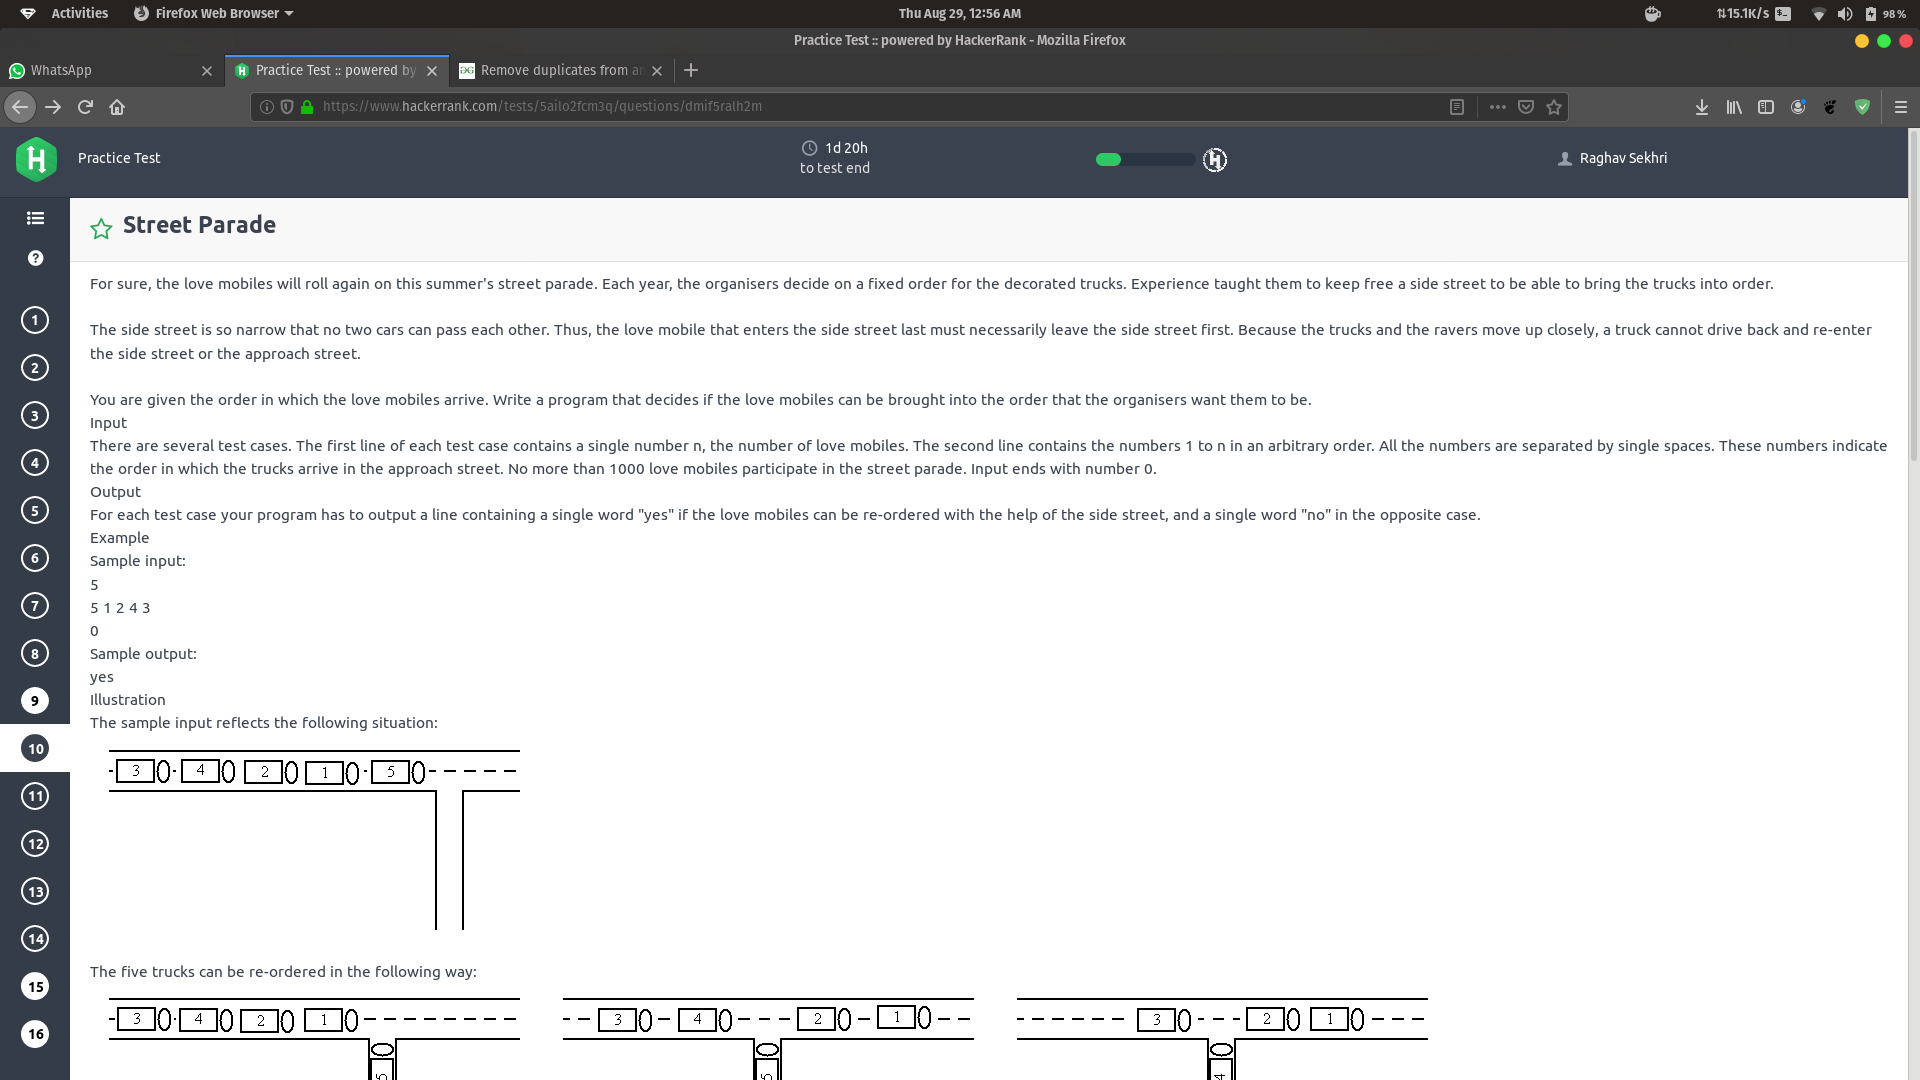 Activities Firefox Web Browser Thu Aug 29, 12:56 AM 15.1K/s 98%
Practice Test :: powered by HackerRank - Mozilla Firefox
WhatsApp Practice Test :: powered by Remove duplicates from an
https://www.hackerrank.com/tests/5ailo2fcm3q/questions/dmif5ralh2m
H Practice Test 1d 20h H Raghav Sekhri
to test end
Street Parade
For sure, the love mobiles will roll again on this summer's street parade. Each year, the organisers decide on a fixed order for the decorated trucks. Experience taught them to keep free a side street to be able to bring the trucks into order.
The side street is so narrow that no two cars can pass each other. Thus, the love mobile that enters the side street last must necessarily leave the side street first. Because the trucks and the ravers move up closely, a truck cannot drive back and re-enter
the side street or the approach street.
You are given the order in which the love mobiles arrive. Write a program that decides if the love mobiles can be brought into the order that the organisers want them to be.
Input
There are several test cases. The first line of each test case contains a single number n, the number of love mobiles. The second line contains the numbers 1 to n in an arbitrary order. All the numbers are separated by single spaces. These numbers indicate
the order in which the trucks arrive in the approach street. No more than 1000 love mobiles participate in the street parade. Input ends with number 0.
Output
For each test case your program has to output a line containing a single word "yes" if the love mobiles can be re-ordered with the help of the side street, and a single word "no" in the opposite case.
Example
Sample input:
5
5 1 2 4 3
0
Sample output:
yes
Illustration
The sample input reflects the following situation:
3 4 2 1 5
The five trucks can be re-ordered in the following way:
3 4 2 1 3 4 2 1 3 2 1
5 5 4
?
1
2
3
4
5
6
7
8
9
10
11
12
13
14
15
16